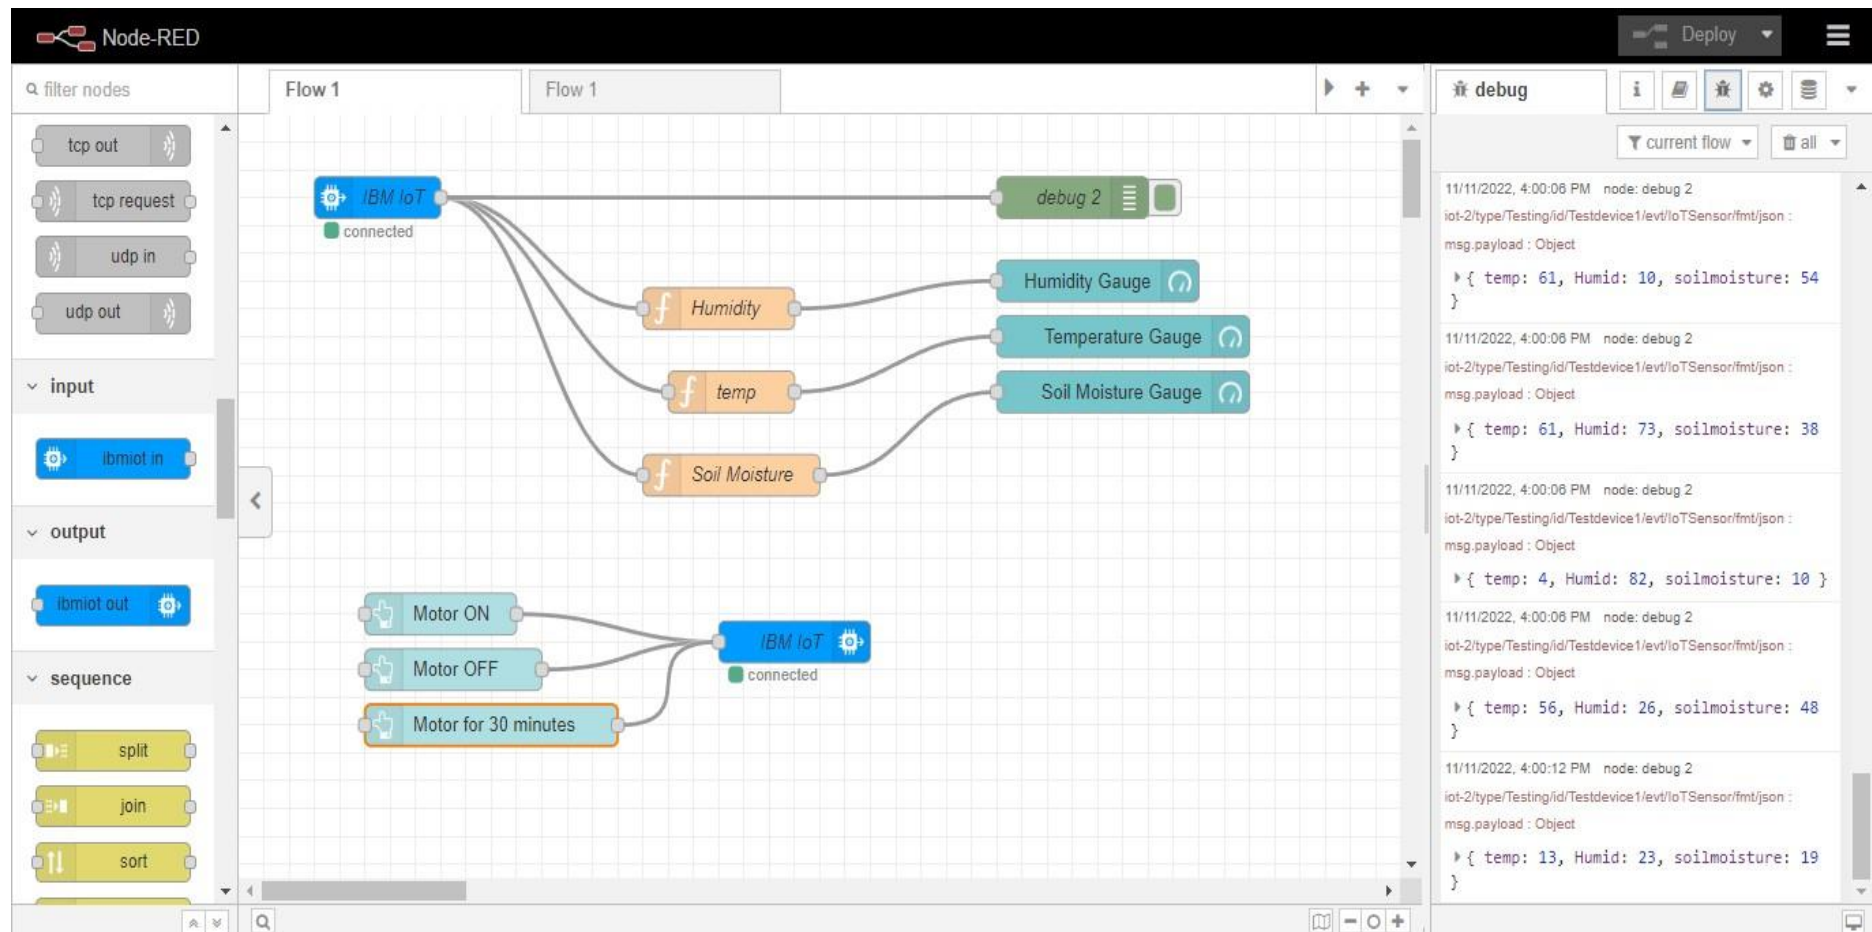 Node-RED
Deploy
filter nodes
Flow 1
Flow 1
debug
i
tcp out
tcp request
udp in
udp out
input
ibmiot in
output
ibmiot out
sequence
split
join
sort
IBM IoT
connected
debug 2
Humidity
Humidity Gauge
temp
Temperature Gauge
Soil Moisture
Soil Moisture Gauge
Motor ON
Motor OFF
Motor for 30 minutes
IBM IoT
connected
current flow
all
11/11/2022, 4:00:06 PM node: debug 2
iot-2/type/Testing/id/Testdevice1/evt/IoTSensor/fmt/json :
msg.payload : Object
{ temp: 61, Humid: 10, soilmoisture: 54
}
11/11/2022, 4:00:06 PM node: debug 2
iot-2/type/Testing/id/Testdevice1/evt/IoTSensor/fmt/json :
msg.payload : Object
{ temp: 61, Humid: 73, soilmoisture: 38
}
11/11/2022, 4:00:06 PM node: debug 2
iot-2/type/Testing/id/Testdevice1/evt/IoTSensor/fmt/json :
msg.payload : Object
{ temp: 4, Humid: 82, soilmoisture: 10 }
11/11/2022, 4:00:06 PM node: debug 2
iot-2/type/Testing/id/Testdevice1/evt/IoTSensor/fmt/json :
msg.payload : Object
{ temp: 56, Humid: 26, soilmoisture: 48
}
11/11/2022, 4:00:12 PM node: debug 2
iot-2/type/Testing/id/Testdevice1/evt/IoTSensor/fmt/json :
msg.payload : Object
{ temp: 13, Humid: 23, soilmoisture: 19
}